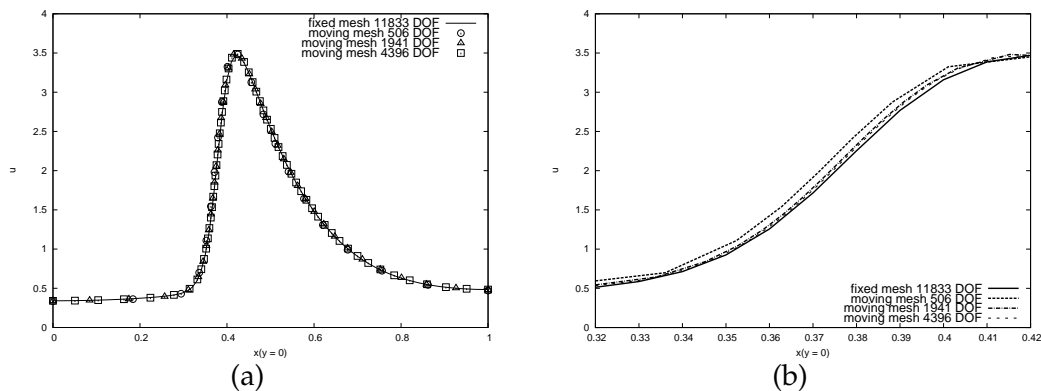 4
3.5
3
2.5
2
1.5
1
0.5
0
u
0 0.2 0.4 0.6 0.8 1
x(y = 0)
fixed mesh 11833 DOF
moving mesh 506 DOF
moving mesh 1941 DOF
moving mesh 4396 DOF
(a)
4
3.5
3
2.5
2
1.5
1
0.5
0
u
0.32 0.33 0.34 0.35 0.36 0.37 0.38 0.39 0.4 0.41 0.42
x(y = 0)
fixed mesh 11833 DOF
moving mesh 506 DOF
moving mesh 1941 DOF
moving mesh 4396 DOF
(b)